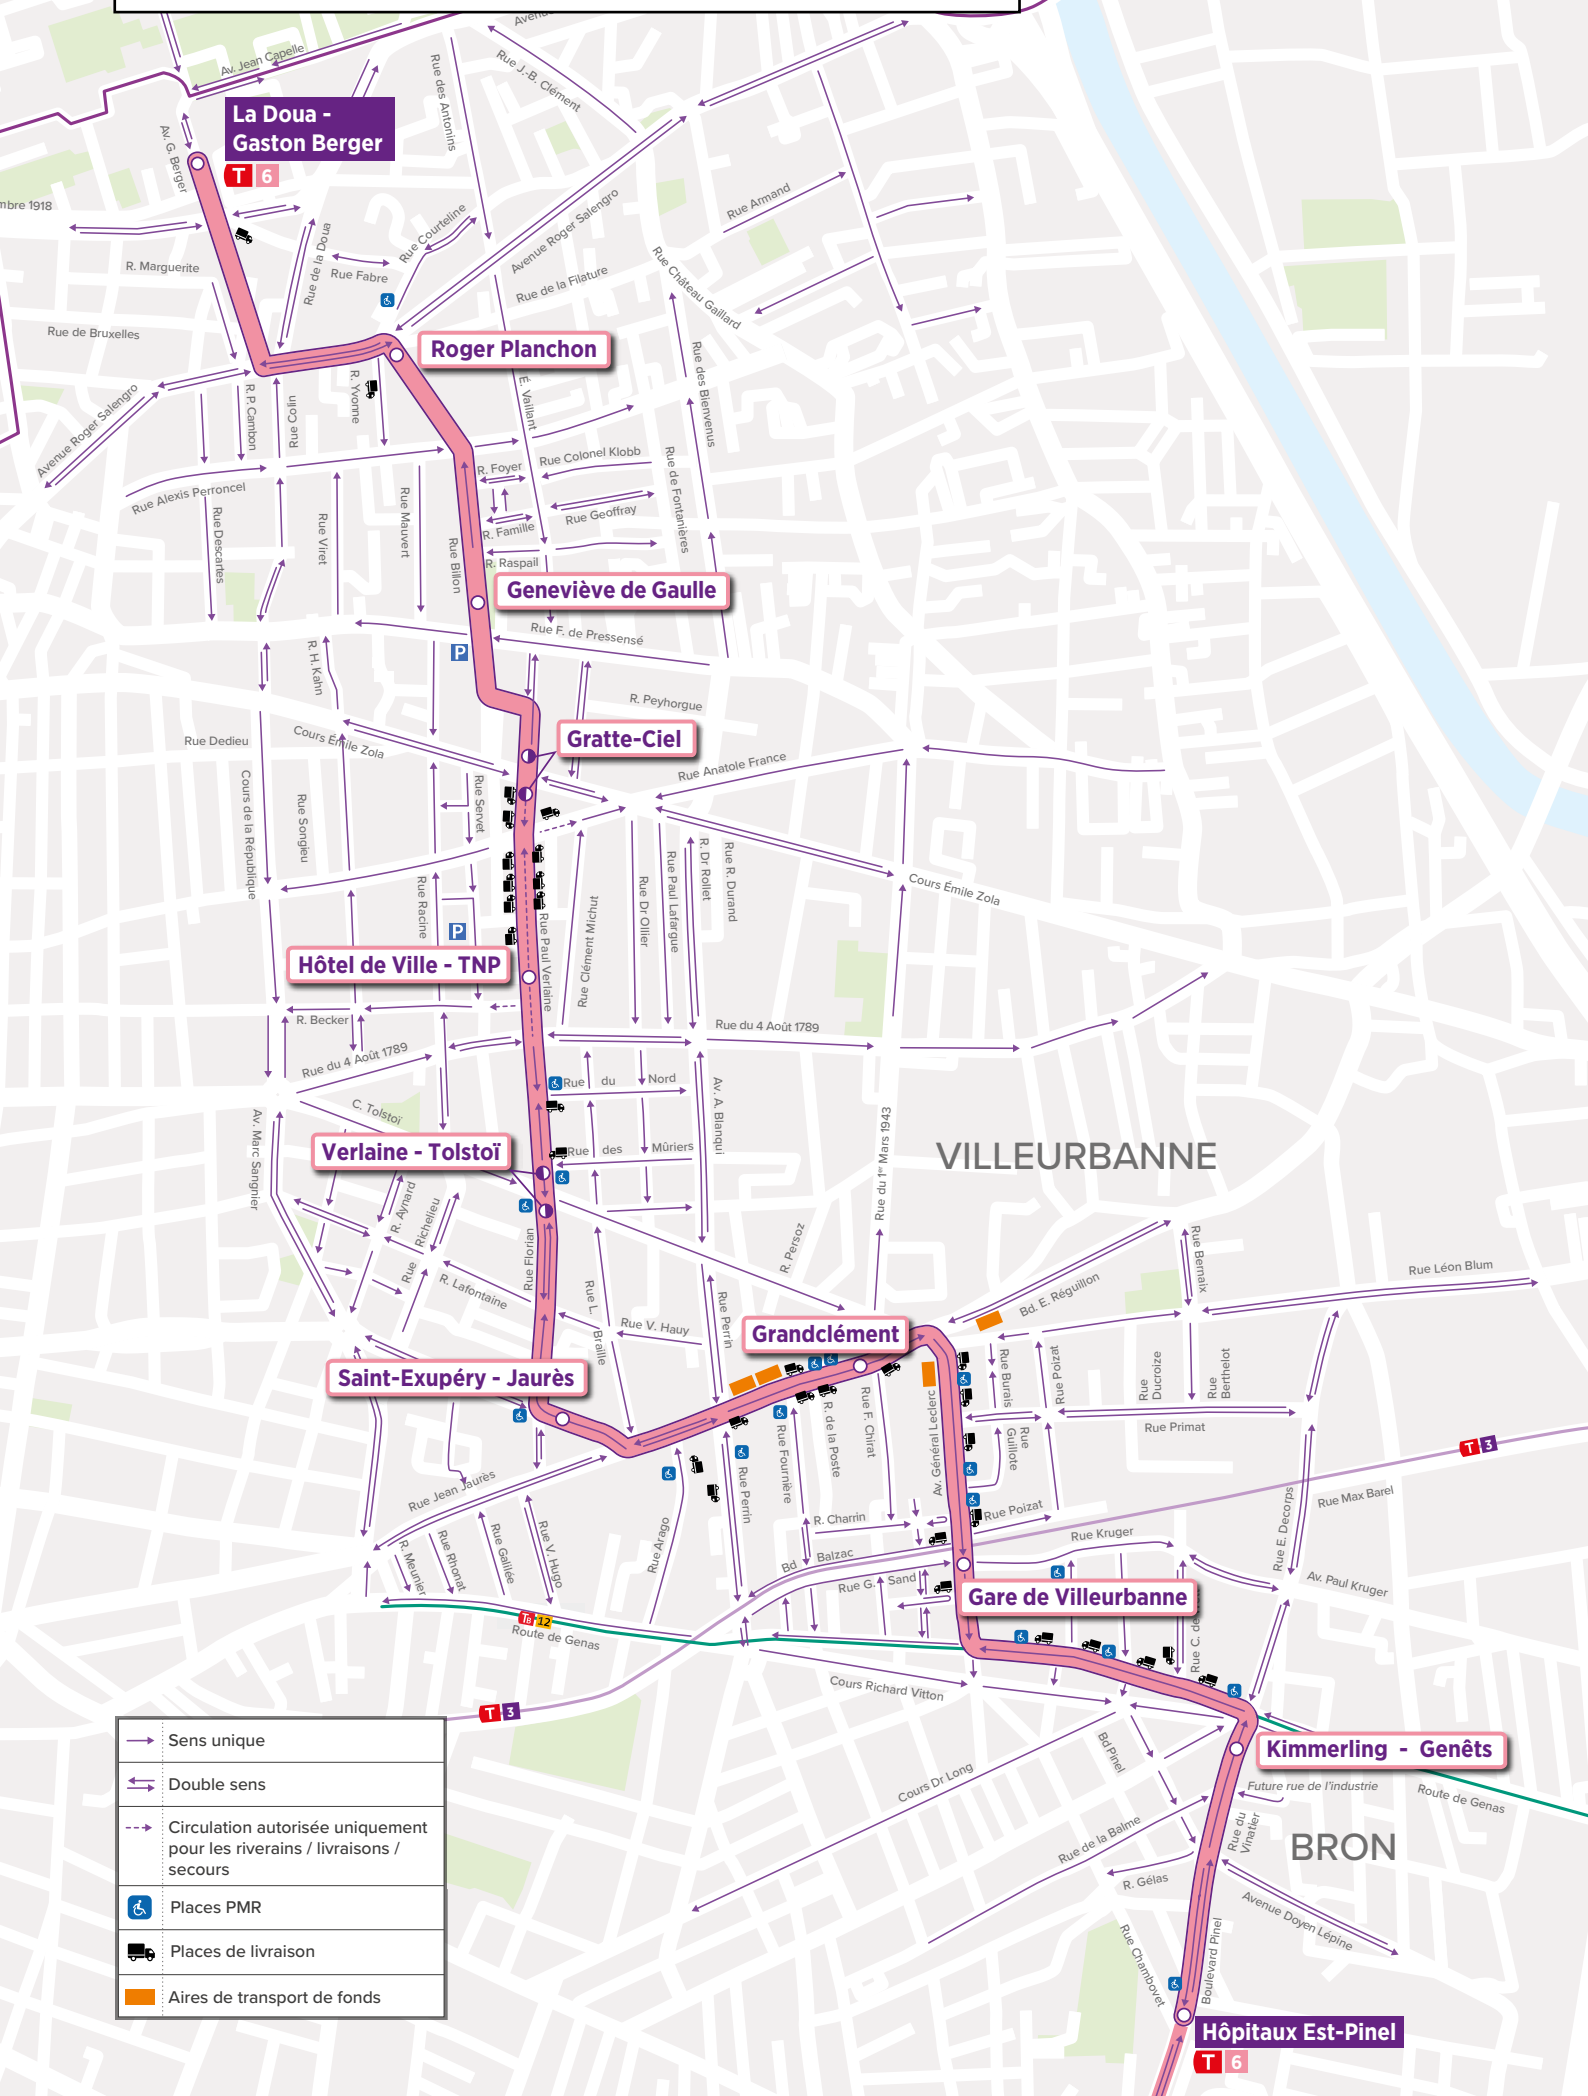 Avenue
Av. Jean Capelle
Rue J.-B. Clément
Rue des Antonins
La Doua -
Gaston Berger
T 6
Av. G. Berger
mbre 1918
Rue Armand
Avenue Roger Salengro
Rue Courteline
Rue de la Doua
R. Marguerite
Rue Fabre
Rue de la Filature
Rue Château Gaillard
Rue de Bruxelles
Roger Planchon
Rue des Bienvenus
Avenue Roger Salengro
R. P. Cambon
Rue Colin
R. Yvonne
É. Vaillant
R. Foyer
Rue Colonel Klobb
Rue de Fontanières
Rue Alexis Perroncel
Rue Descartes
Rue Viret
Rue Mauvert
Rue Billon
R. Famille
Rue Geoffray
R. Raspail
Geneviève de Gaulle
Rue F. de Pressensé
P
R. H. Kahn
R. Peyhorgue
Rue Dedieu
Cours Émile Zola
Gratte-Ciel
Rue Anatole France
Cours de la République
Rue Songieu
Rue Servet
R. Dr Rollet
Rue R. Durand
Rue Paul Lafargue
Rue Dr Ollier
Cours Émile Zola
Rue Racine
Rue Clément Michut
Rue Paul Verlaine
P
Hôtel de Ville - TNP
R. Becker
Rue du 4 Août 1789
Rue du 4 Août 1789
Rue du Nord
C. Tolstoï
Av. Marc Sangnier
Av. A. Blanqui
Rue du 1er Mars 1943
Verlaine - Tolstoï
Rue des Mûriers
VILLEURBANNE
R. Aynard
Rue Richelieu
Rue Florian
R. Persoz
R. Lafontaine
Rue L. Braille
Rue V. Hauy
Rue Perrin
Bd. E. Réguillon
Rue Bernaix
Rue Léon Blum
Grandclément
Saint-Exupéry - Jaurès
Rue Burais
Rue Poizat
Rue
Ducroize
Rue
Berthelot
Rue Primat
Rue
Guillote
Av. Général Leclerc
Rue F. Chirat
R. de la Poste
Rue Fournière
Rue Perrin
T 3
Rue Jean Jaurès
Rue Max Barel
Rue E. Decorps
R. Charrin
Rue Poizat
Rue Kruger
R. Meunier
Rue Rhonat
Rue Galilée
Rue V. Hugo
Rue Arago
Bd Balzac
Rue G. Sand
Av. Paul Kruger
Gare de Villeurbanne
TB 12
Route de Genas
Rue C. de
Cours Richard Vitton
T 3
Bd Pinel
Kimmerling - Genêts
Future rue de l'industrie
Route de Genas
Cours Dr Long
Rue du
Vinatier
Rue de la Balme
BRON
R. Gélas
Avenue Doyen Lépine
Rue Chambovet
Boulevard Pinel
Hôpitaux Est-Pinel
T 6
Sens unique
Double sens
Circulation autorisée uniquement
pour les riverains / livraisons /
secours
Places PMR
Places de livraison
Aires de transport de fonds